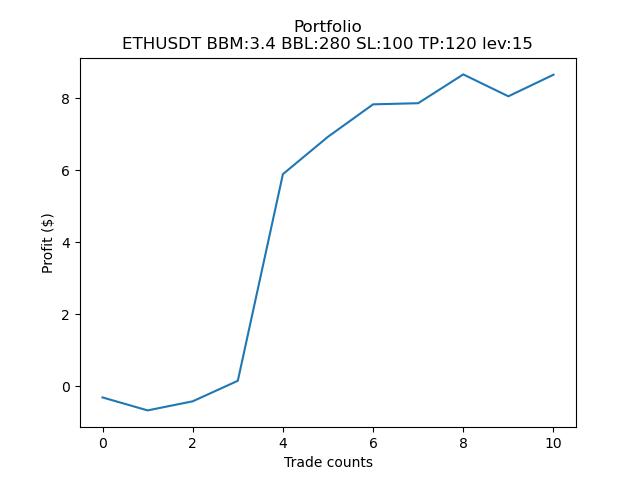 Portfolio
ETHUSDT BBM:3.4 BBL:280 SL:100 TP:120 lev:15
8
6
4
2
0
Profit ($)
0 2 4 6 8 10
Trade counts